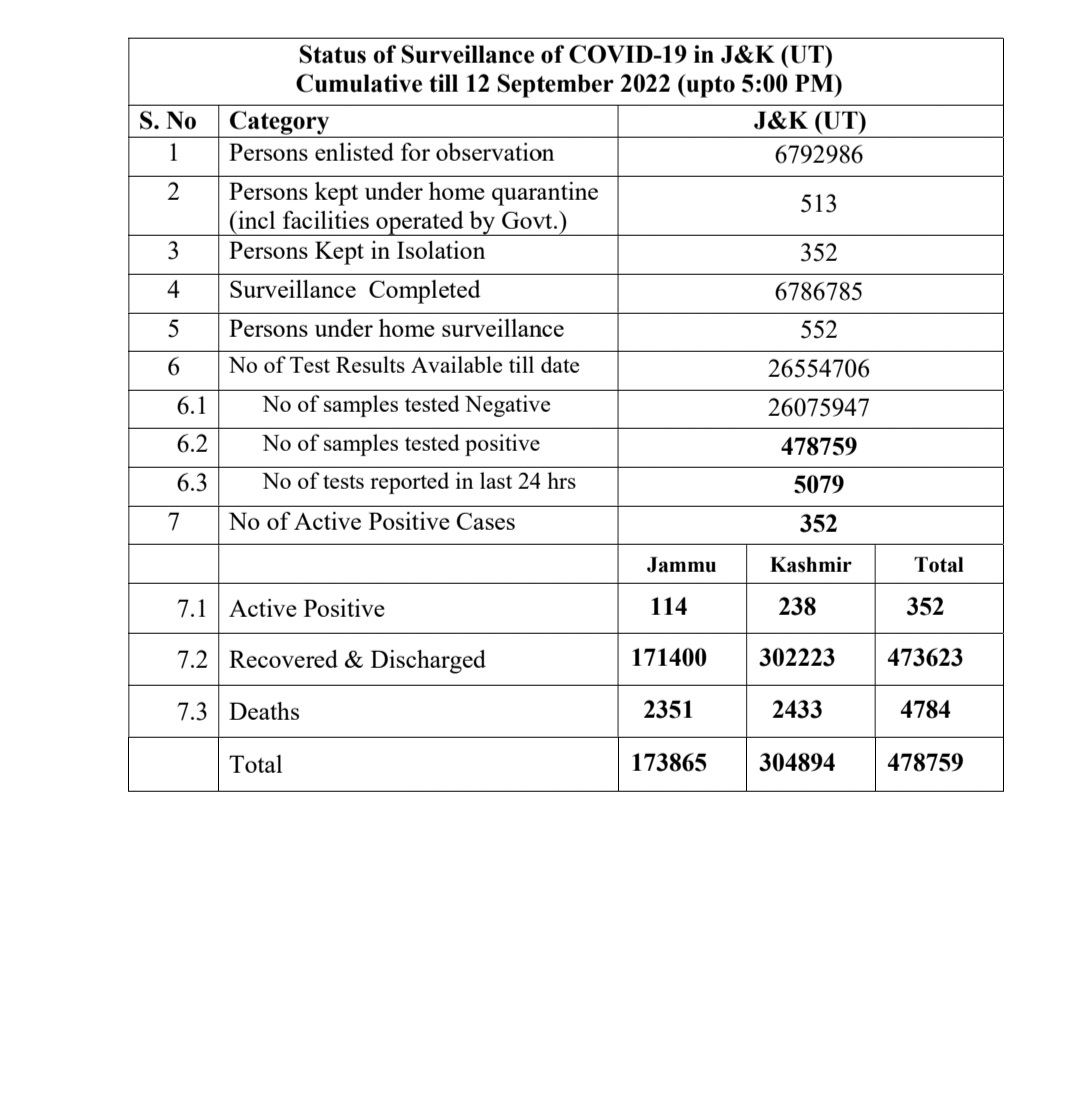 Status of Surveillance of COVID-19 in J&K (UT)
Cumulative till 12 September 2022 (upto 5:00 PM)
S. No Category J&K (UT)
1 Persons enlisted for observation 6792986
2 Persons kept under home quarantine
(incl facilities operated by Govt.) 513
3 Persons Kept in Isolation 352
4 Surveillance Completed 6786785
5 Persons under home surveillance 552
6 No of Test Results Available till date 26554706
6.1 No of samples tested Negative 26075947
6.2 No of samples tested positive 478759
6.3 No of tests reported in last 24 hrs 5079
7 No of Active Positive Cases 352
Jammu Kashmir Total
7.1 Active Positive 114 238 352
7.2 Recovered & Discharged 171400 302223 473623
7.3 Deaths 2351 2433 4784
Total 173865 304894 478759